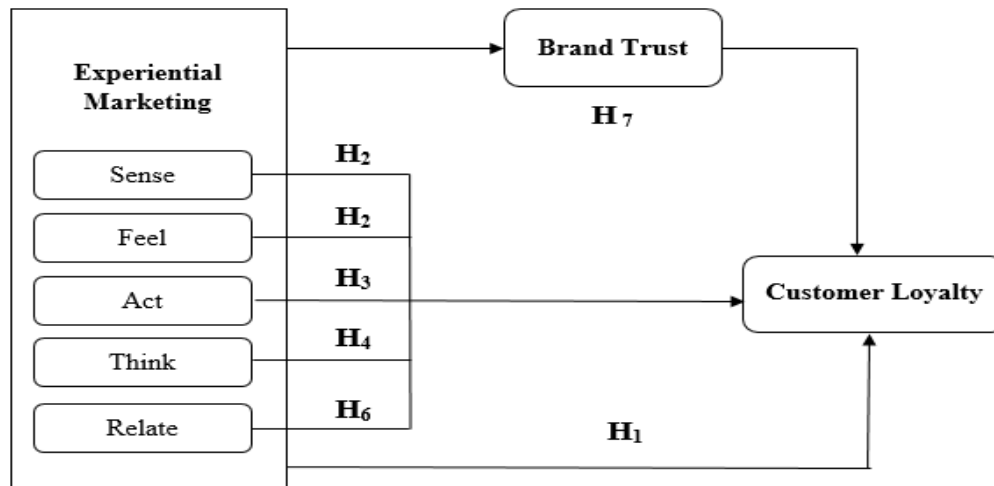 Experiential
Marketing
Brand Trust
H₇
H₂
Sense
H₂
Feel
H₃
Act
Customer Loyalty
H₄
Think
H₆
Relate
H₁